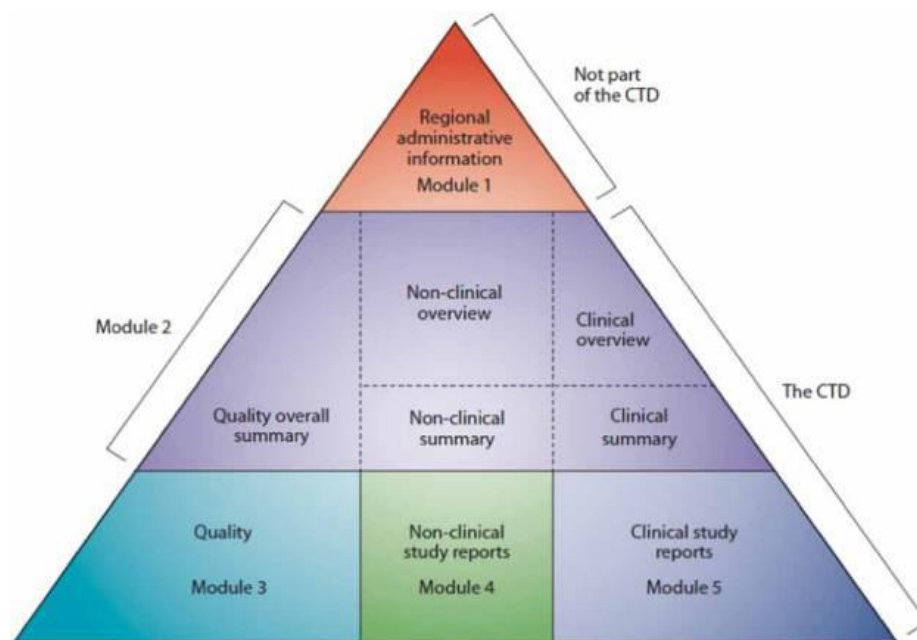 Regional
administrative
information
Module 1
Not part
of the CTD
Module 2
Non-clinical
overview
Clinical
overview
The CTD
Quality overall
summary
Non-clinical
summary
Clinical
summary
Quality
Module 3
Non-clinical
study reports
Module 4
Clinical study
reports
Module 5